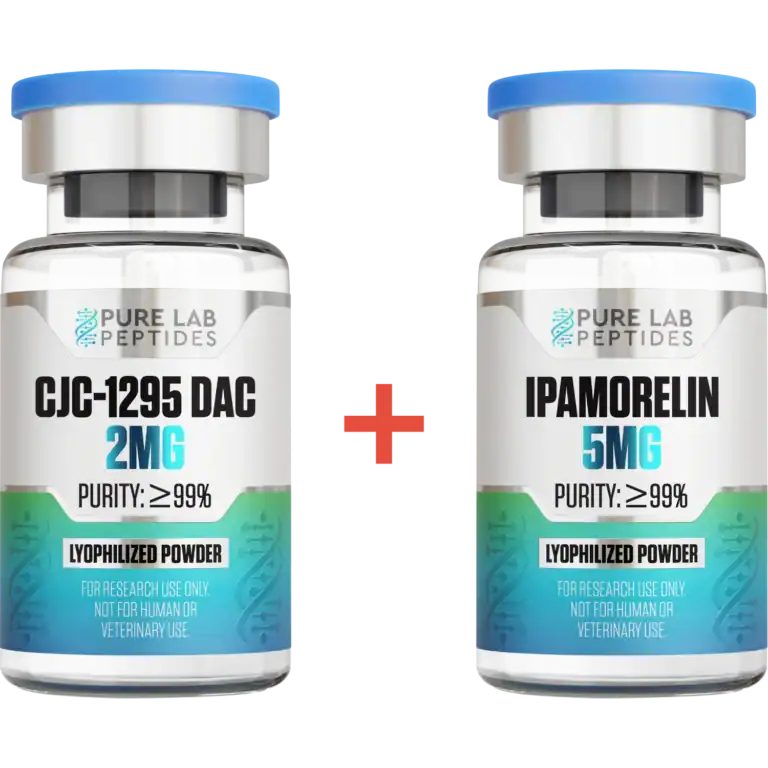 PURE LAB
PEPTIDES
CJC-1295 DAC
2MG
PURITY: ≥99%
LYOPHILIZED POWDER
FOR RESEARCH USE ONLY.
NOT FOR HUMAN OR
VETERINARY USE.
+
PURE LAB
PEPTIDES
IPAMORELIN
5MG
PURITY: ≥99%
LYOPHILIZED POWDER
FOR RESEARCH USE ONLY.
NOT FOR HUMAN OR
VETERINARY USE.